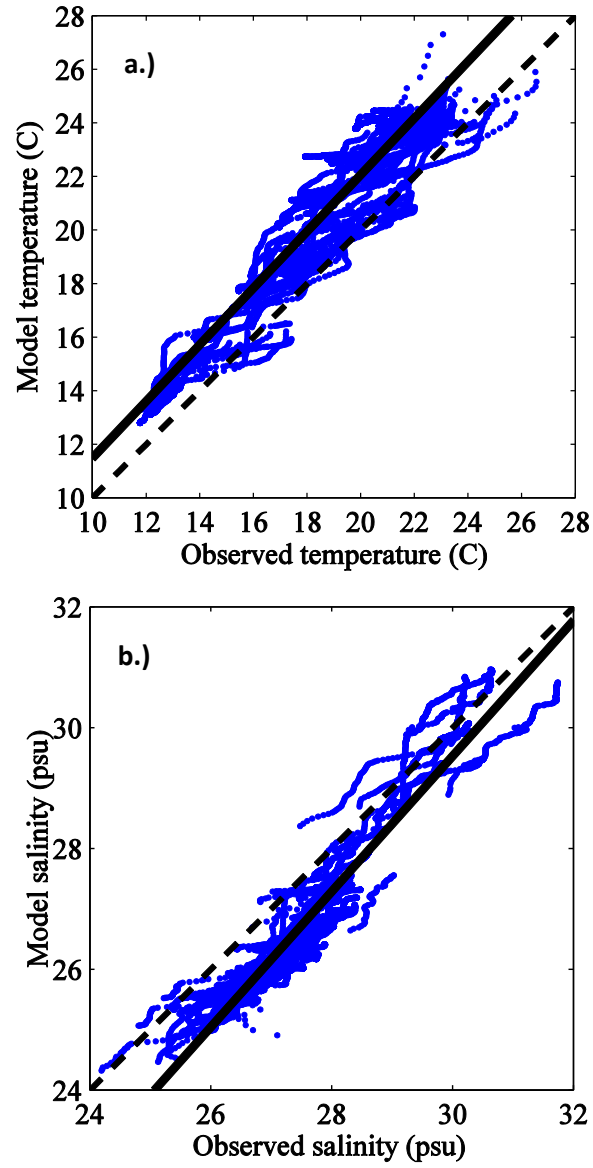 a.)
28
26
24
22
20
18
16
14
12
10
Model temperature (C)
10 12 14 16 18 20 22 24 26 28
Observed temperature (C)
b.)
32
30
28
26
24
Model salinity (psu)
24 26 28 30 32
Observed salinity (psu)